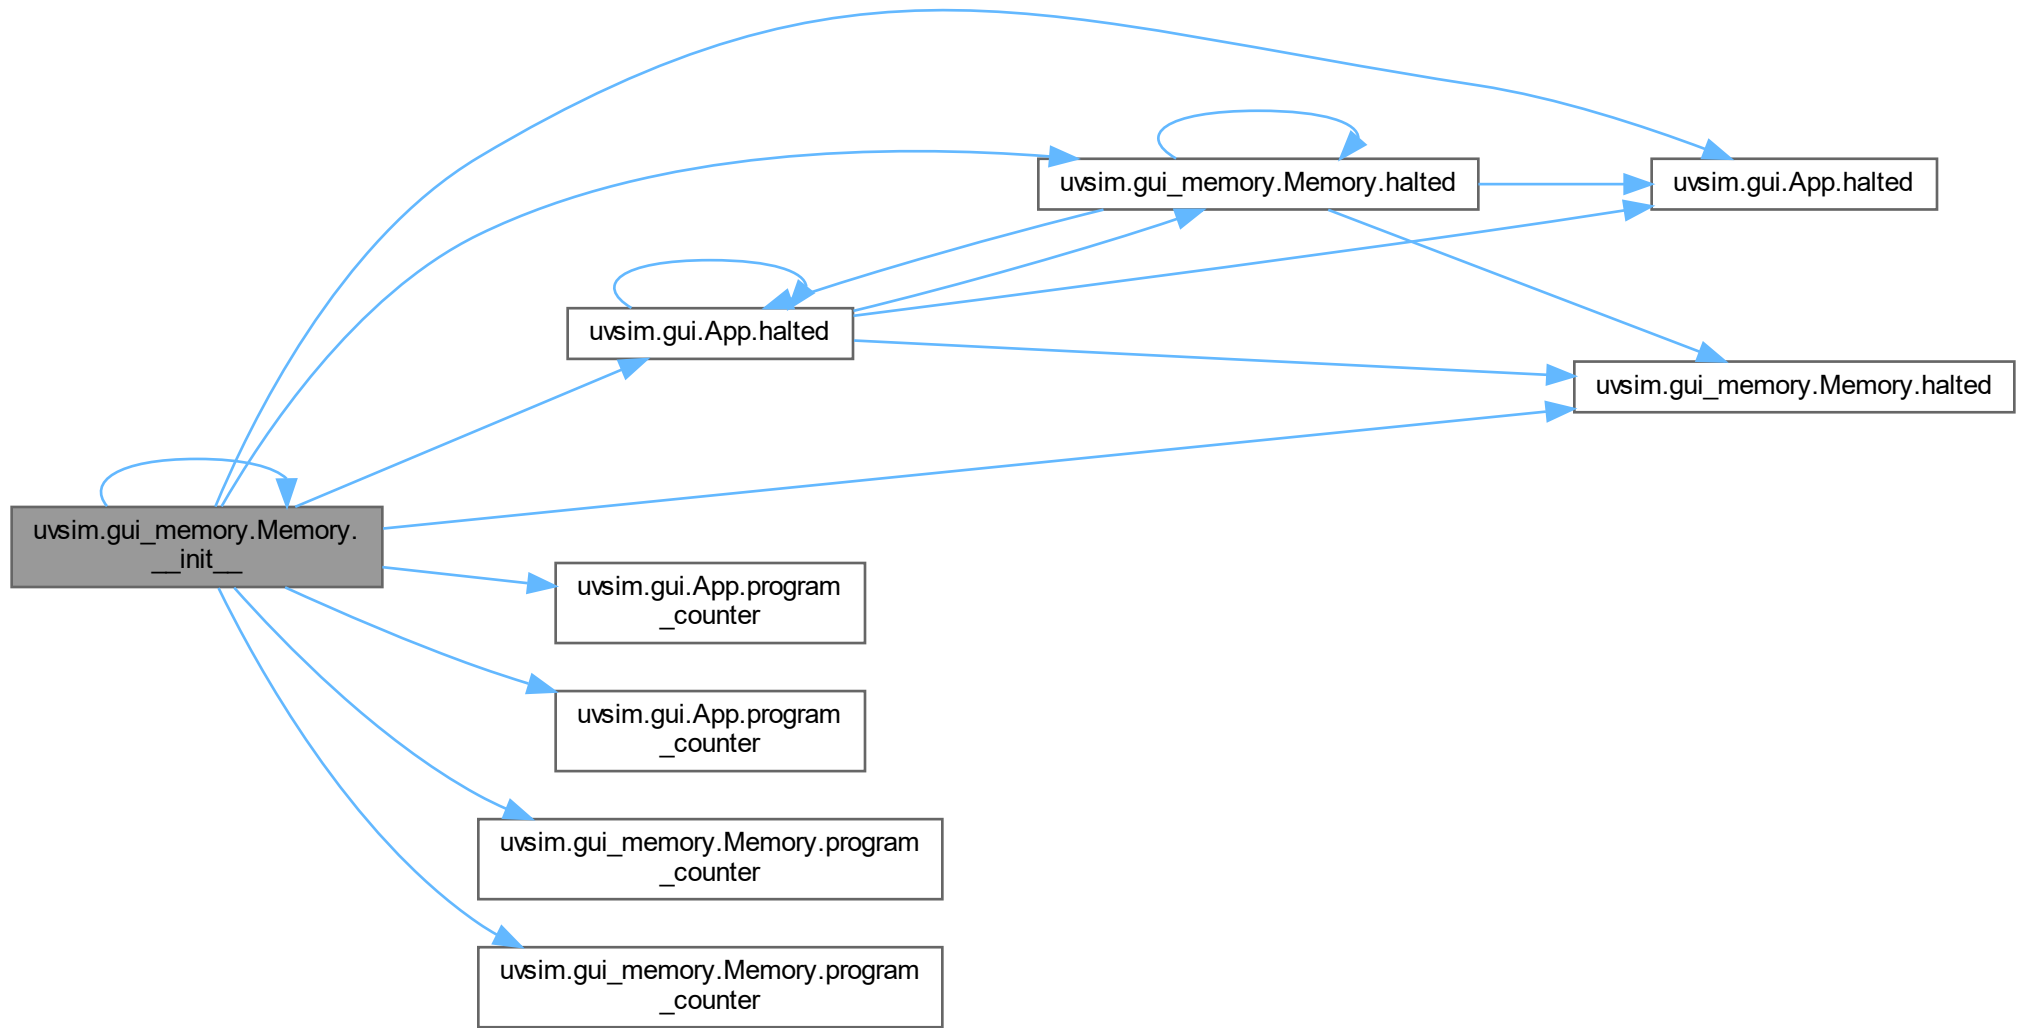 uvsim.gui_memory.Memory.halted
uvsim.gui.App.halted
uvsim.gui.App.halted
uvsim.gui_memory.Memory.halted
uvsim.gui_memory.Memory.
__init__
uvsim.gui.App.program
_counter
uvsim.gui.App.program
_counter
uvsim.gui_memory.Memory.program
_counter
uvsim.gui_memory.Memory.program
_counter